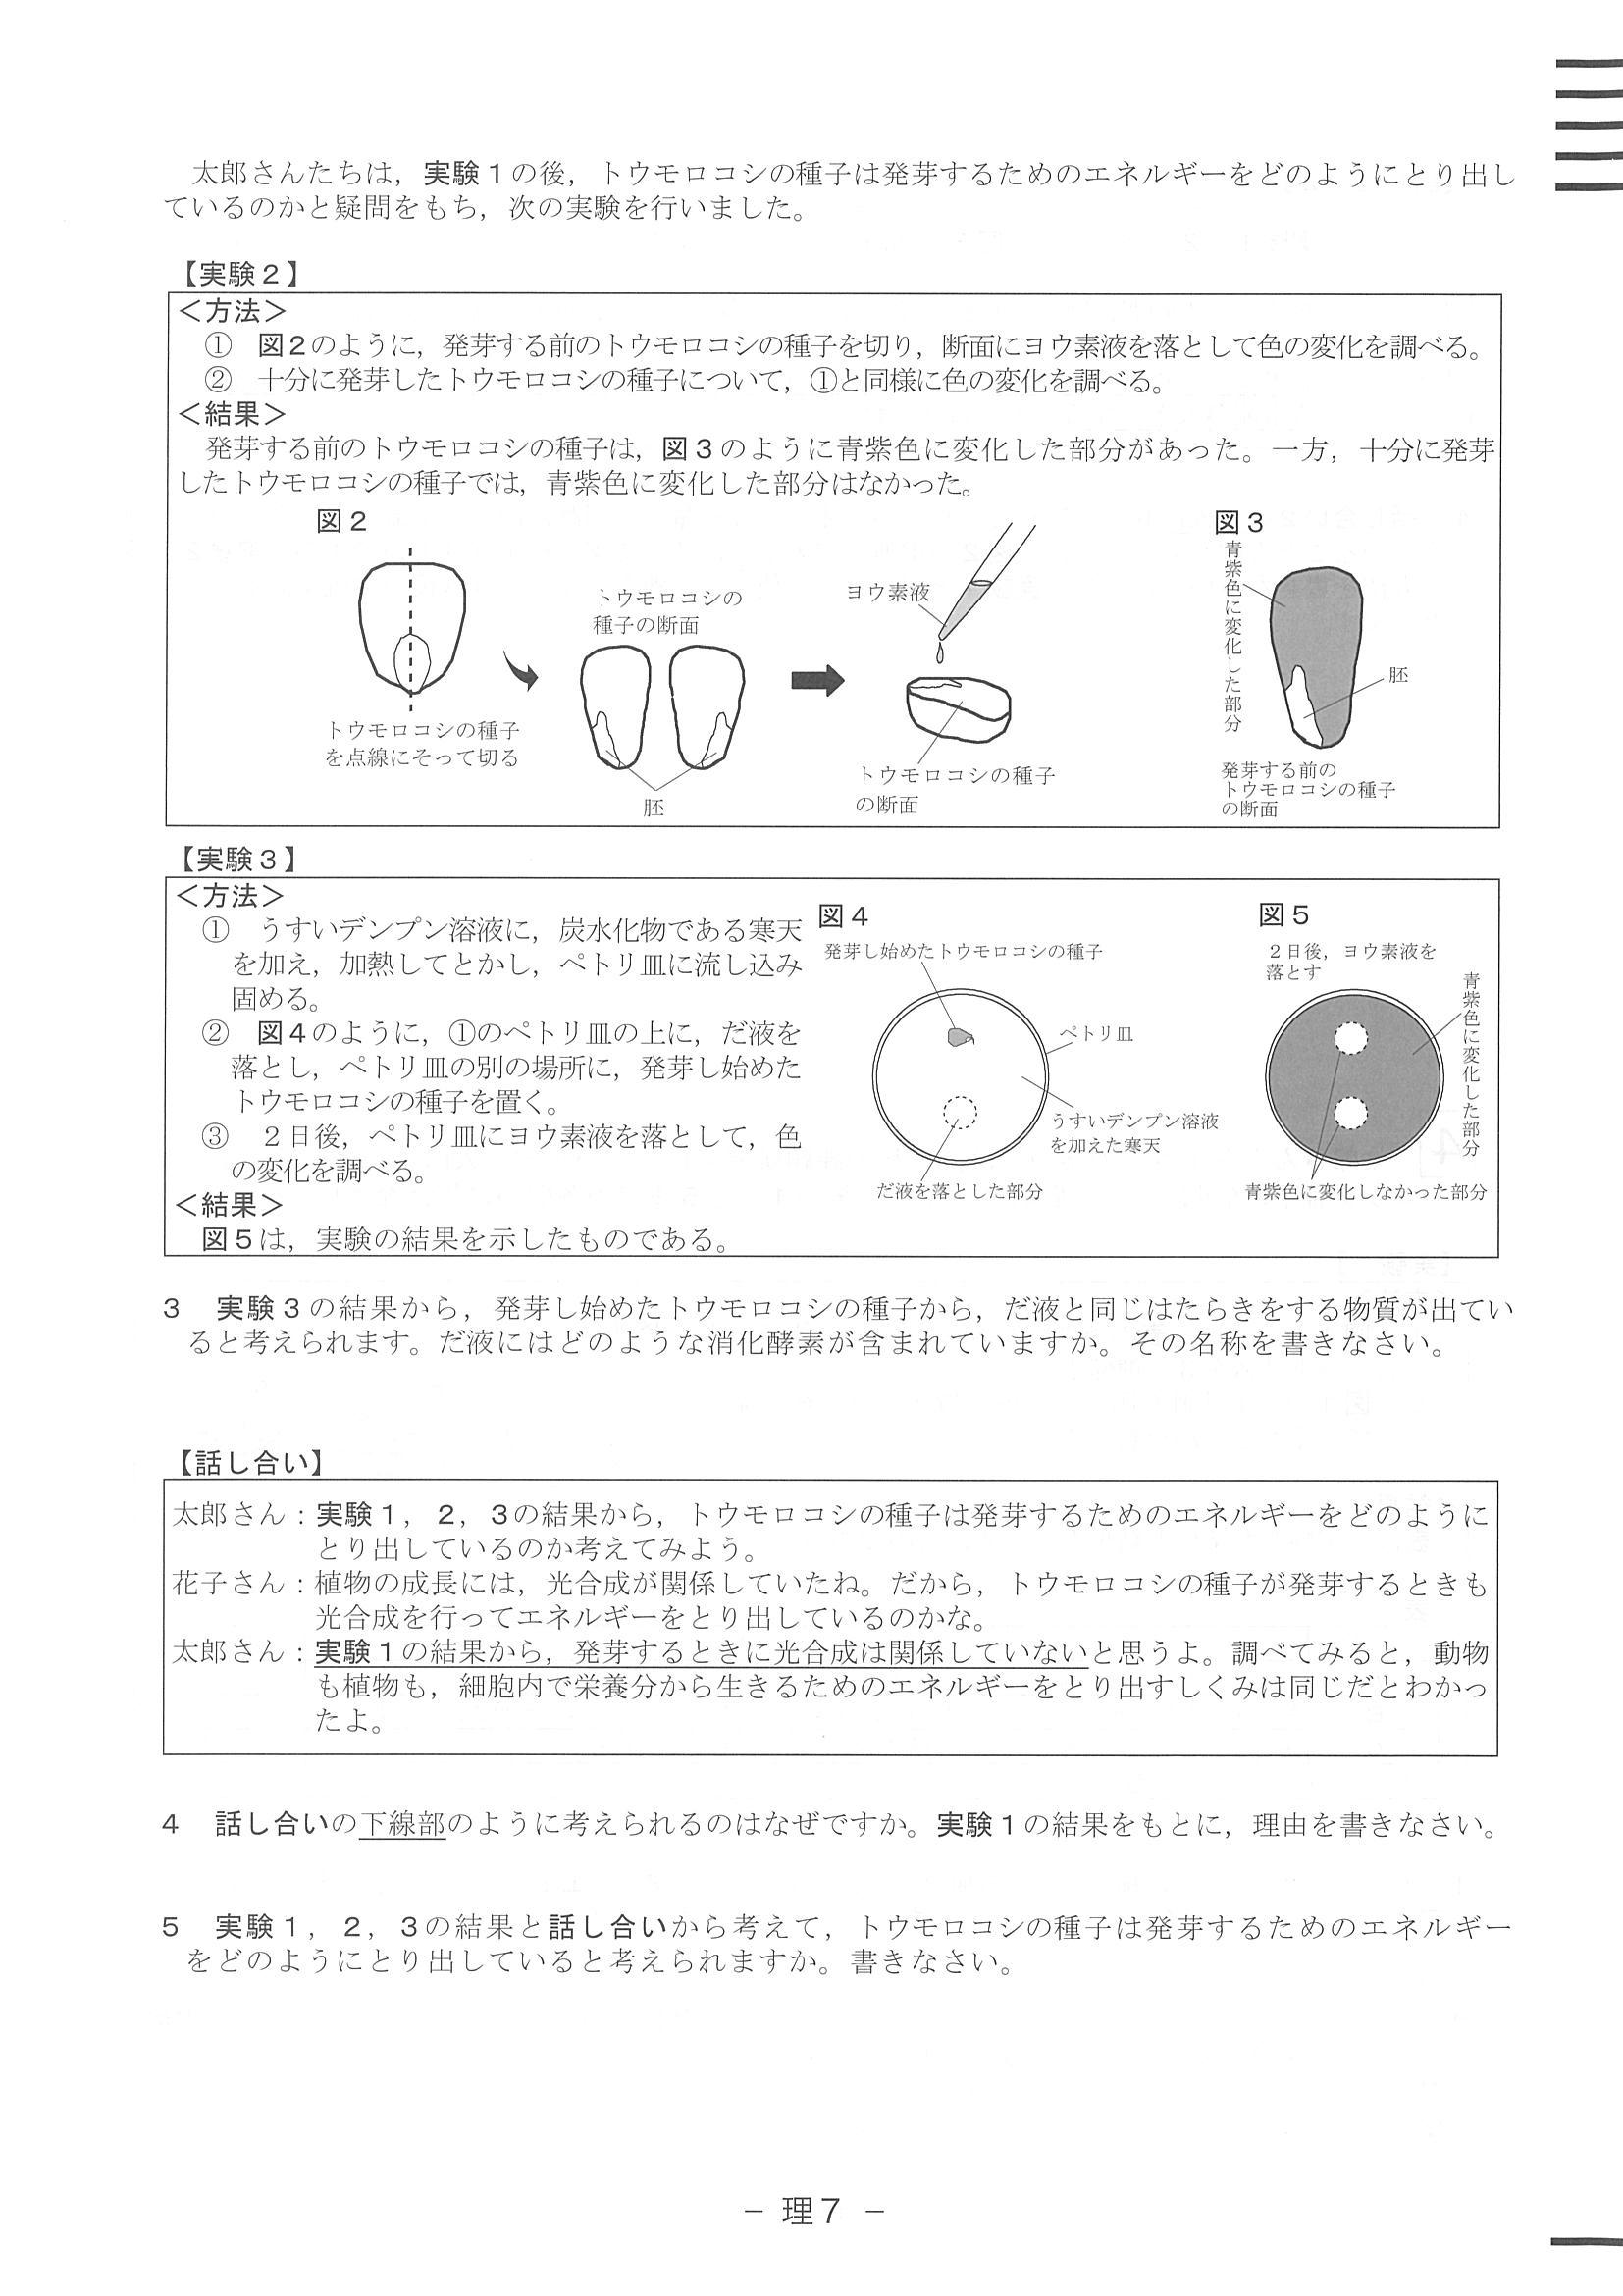 太郎さんたちは，実験１の後，トウモロコシの種子は発芽するためのエネルギーをどのようにとり出し
ているのかと疑問をもち，次の実験を行いました。
【実験２】
＜方法＞
① 図２のように，発芽する前のトウモロコシの種子を切り，断面にヨウ素液を落として色の変化を調べる。
② 十分に発芽したトウモロコシの種子について，①と同様に色の変化を調べる。
＜結果＞
発芽する前のトウモロコシの種子は，図３のように青紫色に変化した部分があった。一方，十分に発芽
したトウモロコシの種子では，青紫色に変化した部分はなかった。
図２
トウモロコシの種子
を点線にそって切る
トウモロコシの
種子の断面
胚
ヨウ素液
トウモロコシの種子
の断面
図３
青紫色に変化した部分
胚
発芽する前の
トウモロコシの種子
の断面
【実験３】
＜方法＞
① うすいデンプン溶液に，炭水化物である寒天
を加え，加熱してとかし，ペトリ皿に流し込み
固める。
② 図４のように，①のペトリ皿の上に，だ液を
落とし，ペトリ皿の別の場所に，発芽し始めた
トウモロコシの種子を置く。
③ ２日後，ペトリ皿にヨウ素液を落として，色
の変化を調べる。
＜結果＞
図５は，実験の結果を示したものである。
図４
発芽し始めたトウモロコシの種子
ペトリ皿
うすいデンプン溶液
を加えた寒天
だ液を落とした部分
図５
２日後，ヨウ素液を
落とす
青紫色に変化した部分
青紫色に変化しなかった部分
３ 実験３の結果から，発芽し始めたトウモロコシの種子から，だ液と同じはたらきをする物質が出てい
ると考えられます。だ液にはどのような消化酵素が含まれていますか。その名称を書きなさい。
【話し合い】
太郎さん：実験１，２，３の結果から，トウモロコシの種子は発芽するためのエネルギーをどのように
とり出しているのか考えてみよう。
花子さん：植物の成長には，光合成が関係していたね。だから，トウモロコシの種子が発芽するときも
光合成を行ってエネルギーをとり出しているのかな。
太郎さん：実験１の結果から，発芽するときに光合成は関係していないと思うよ。調べてみると，動物
も植物も，細胞内で栄養分から生きるためのエネルギーをとり出すしくみは同じだとわかっ
たよ。
４ 話し合いの下線部のように考えられるのはなぜですか。実験１の結果をもとに，理由を書きなさい。
５ 実験１，２，３の結果と話し合いから考えて，トウモロコシの種子は発芽するためのエネルギー
をどのようにとり出していると考えられますか。書きなさい。
－ 理７ －